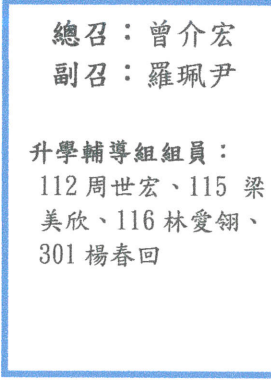 總召：曾介宏
副召：羅珮尹
升學輔導組組員：
112 周世宏、115 梁
美欣、116 林愛翎、
301 楊春回